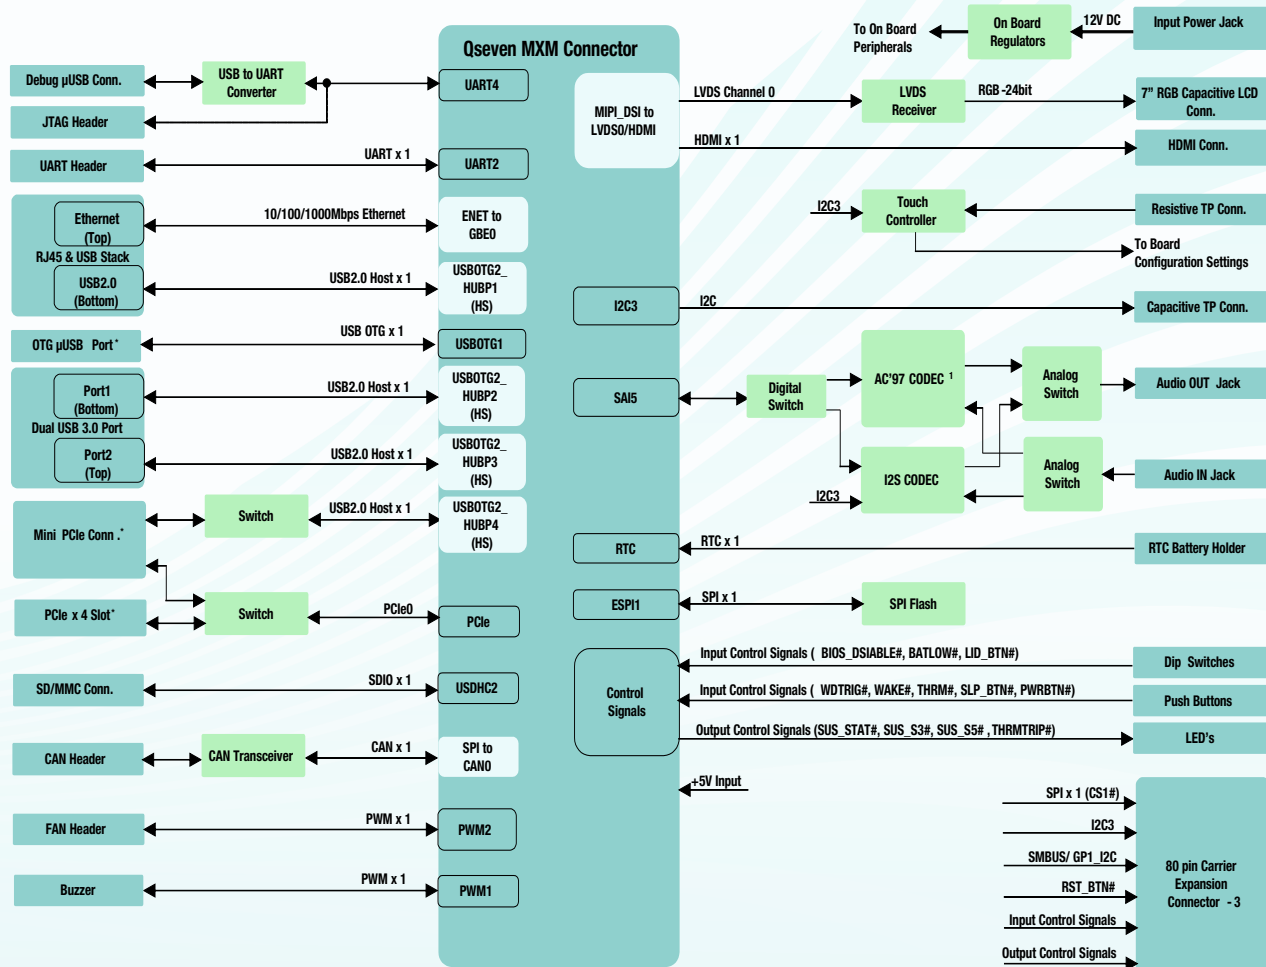 Qseven MXM Connector
Debug µUSB Conn.
USB to UART
Converter
UART4
JTAG Header
UART Header
UART x 1
UART2
Ethernet
(Top)
10/100/1000Mbps Ethernet
ENET to
GBE0
RJ45 & USB Stack
USB2.0
(Bottom)
USB2.0 Host x 1
USBOTG2_
HUBP1
(HS)
OTG µUSB Port*
USB OTG x 1
USBOTG1
Port1
(Bottom)
USB2.0 Host x 1
USBOTG2_
HUBP2
(HS)
Dual USB 3.0 Port
Port2
(Top)
USB2.0 Host x 1
USBOTG2_
HUBP3
(HS)
Mini PCIe Conn .*
Switch
USB2.0 Host x 1
USBOTG2_
HUBP4
(HS)
PCIe x 4 Slot*
Switch
PCIe0
PCIe
SD/MMC Conn.
SDIO x 1
USDHC2
CAN Header
CAN Transceiver
CAN x 1
SPI to
CAN0
FAN Header
PWM x 1
PWM2
Buzzer
PWM x 1
PWM1
To On Board
Peripherals
On Board
Regulators
12V DC
Input Power Jack
MIPI_DSI to
LVDS0/HDMI
LVDS Channel 0
LVDS
Receiver
RGB -24bit
7” RGB Capacitive LCD
Conn.
HDMI x 1
HDMI Conn.
I2C3
Touch
Controller
Resistive TP Conn.
To Board
Configuration Settings
I2C3
I2C
Capacitive TP Conn.
SAI5
Digital
Switch
AC’97 CODEC 1
Analog
Switch
Audio OUT Jack
I2S CODEC
I2C3
Analog
Switch
Audio IN Jack
RTC
RTC x 1
RTC Battery Holder
ESPI1
SPI x 1
SPI Flash
Control
Signals
Input Control Signals ( BIOS_DSIABLE#, BATLOW#, LID_BTN#)
Dip Switches
Input Control Signals ( WDTRIG#, WAKE#, THRM#, SLP_BTN#, PWRBTN#)
Push Buttons
Output Control Signals (SUS_STAT#, SUS_S3#, SUS_S5# ,THRMTRIP#)
LED's
+5V Input
SPI x 1 (CS1#)
I2C3
SMBUS/ GP1_I2C
RST_BTN#
Input Control Signals
Output Control Signals
80 pin Carrier
Expansion
Connector - 3